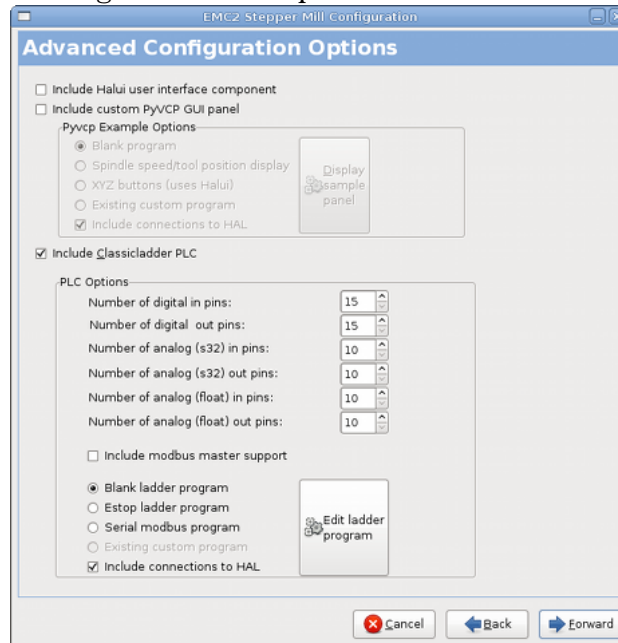 EMC2 Stepper Mill Configuration
Advanced Configuration Options
Include Halui user interface component
Include custom PyVCP GUI panel
Pyvcp Example Options
Blank program
Spindle speed/tool position display
XYZ buttons (uses Halui)
Existing custom program
Include connections to HAL
Display
sample
panel
Include Classicladder PLC
PLC Options
Number of digital in pins: 15
Number of digital out pins: 15
Number of analog (s32) in pins: 10
Number of analog (s32) out pins: 10
Number of analog (float) in pins: 10
Number of analog (float) out pins: 10
Include modbus master support
Blank ladder program
Estop ladder program
Serial modbus program
Existing custom program
Include connections to HAL
Edit ladder
program
Cancel Back Forward